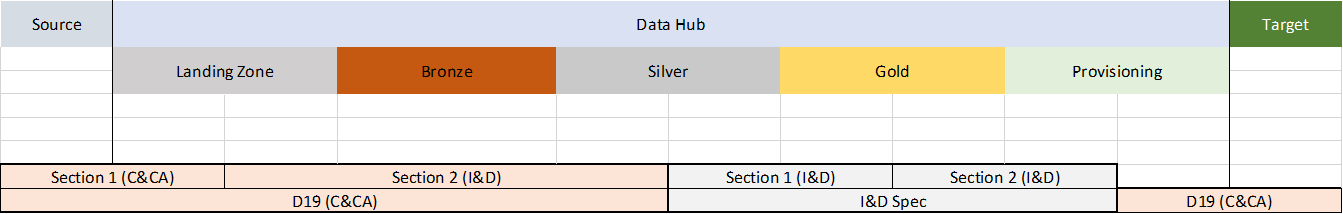 Source Data Hub Target
Landing Zone Bronze Silver Gold Provisioning
Section 1 (C&CA) Section 2 (I&D) Section 1 (I&D) Section 2 (I&D)
D19 (C&CA) I&D Spec D19 (C&CA)